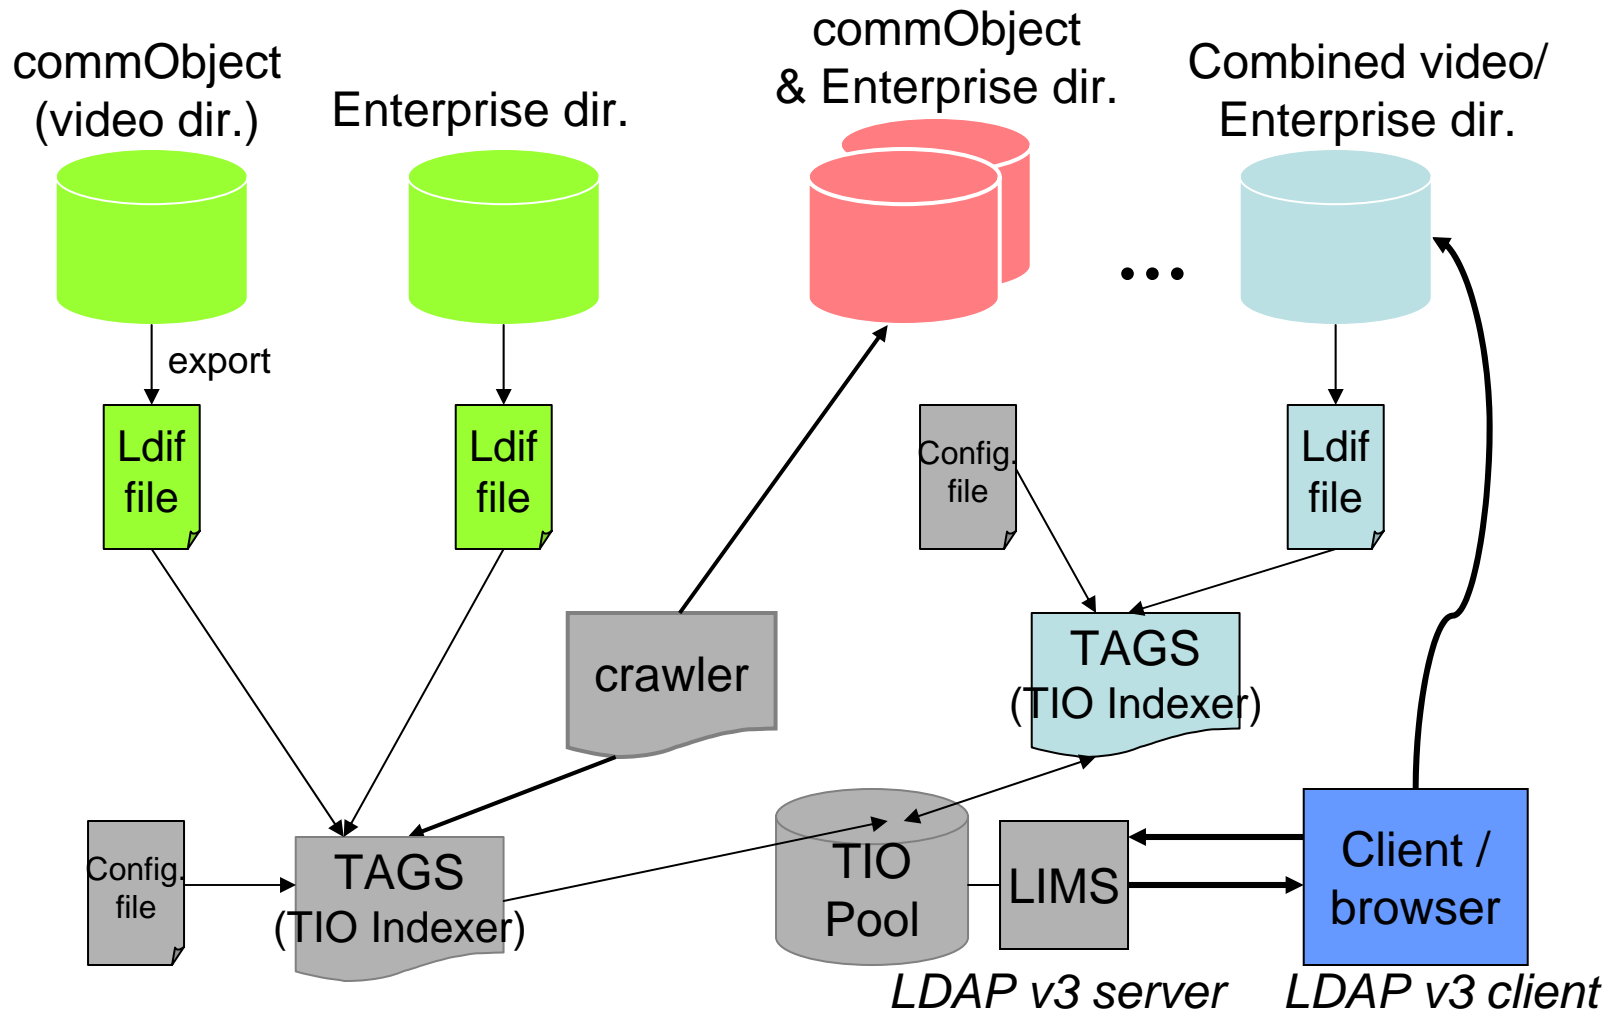 commObject
(video dir.)
Enterprise dir.
commObject
& Enterprise dir.
Combined video/
Enterprise dir.
...
export
Ldif
file
Ldif
file
Config.
file
Ldif
file
crawler
TAGS
(TIO Indexer)
Config.
file
TAGS
(TIO Indexer)
TIO
Pool
LIMS
Client /
browser
LDAP v3 server
LDAP v3 client